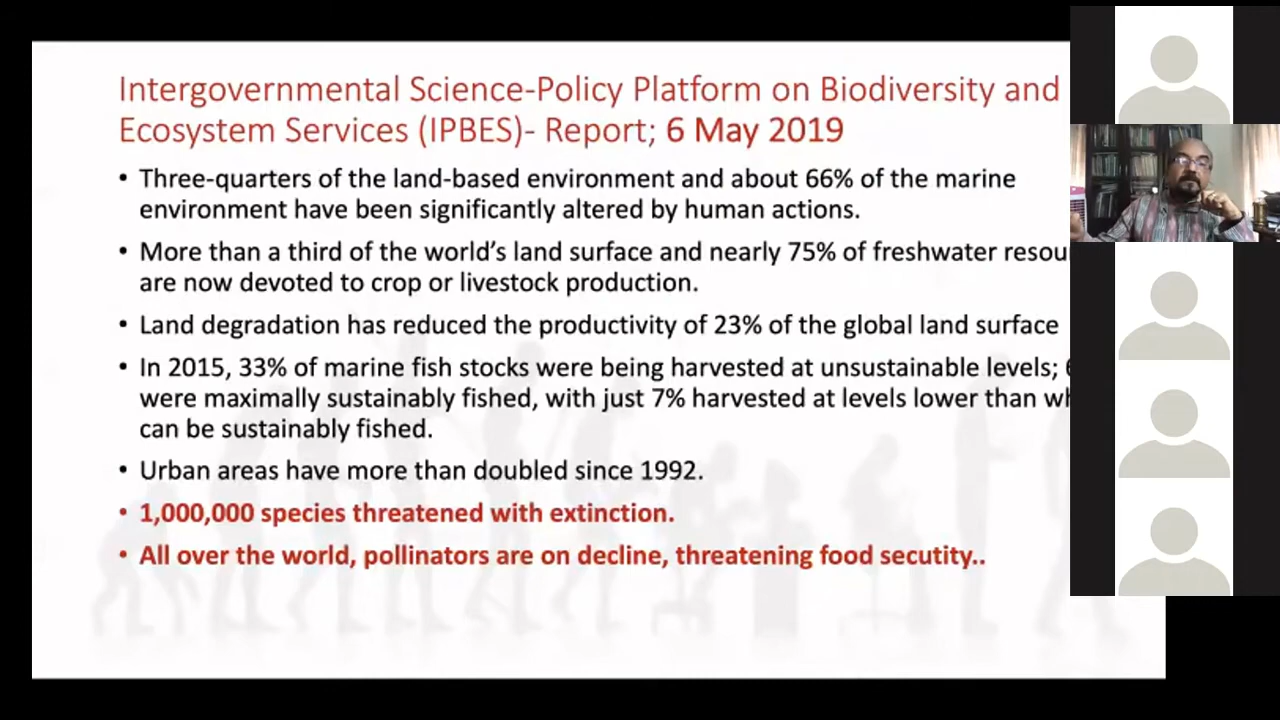 Intergovernmental Science-Policy Platform on Biodiversity and
Ecosystem Services (IPBES)- Report; 6 May 2019
• Three-quarters of the land-based environment and about 66% of the marine
environment have been significantly altered by human actions.
• More than a third of the world's land surface and nearly 75% of freshwater
are now devoted to crop or livestock production.
• Land degradation has reduced the productivity of 23% of the global land surface
• In 2015, 33% of marine fish stocks were being harvested at unsustainable levels;
were maximally sustainably fished, with just 7% harvested at levels lower than
can be sustainably fished.
• Urban areas have more than doubled since 1992.
• 1,000,000 species threatened with extinction.
• All over the world, pollinators are on decline, threatening food secutity..